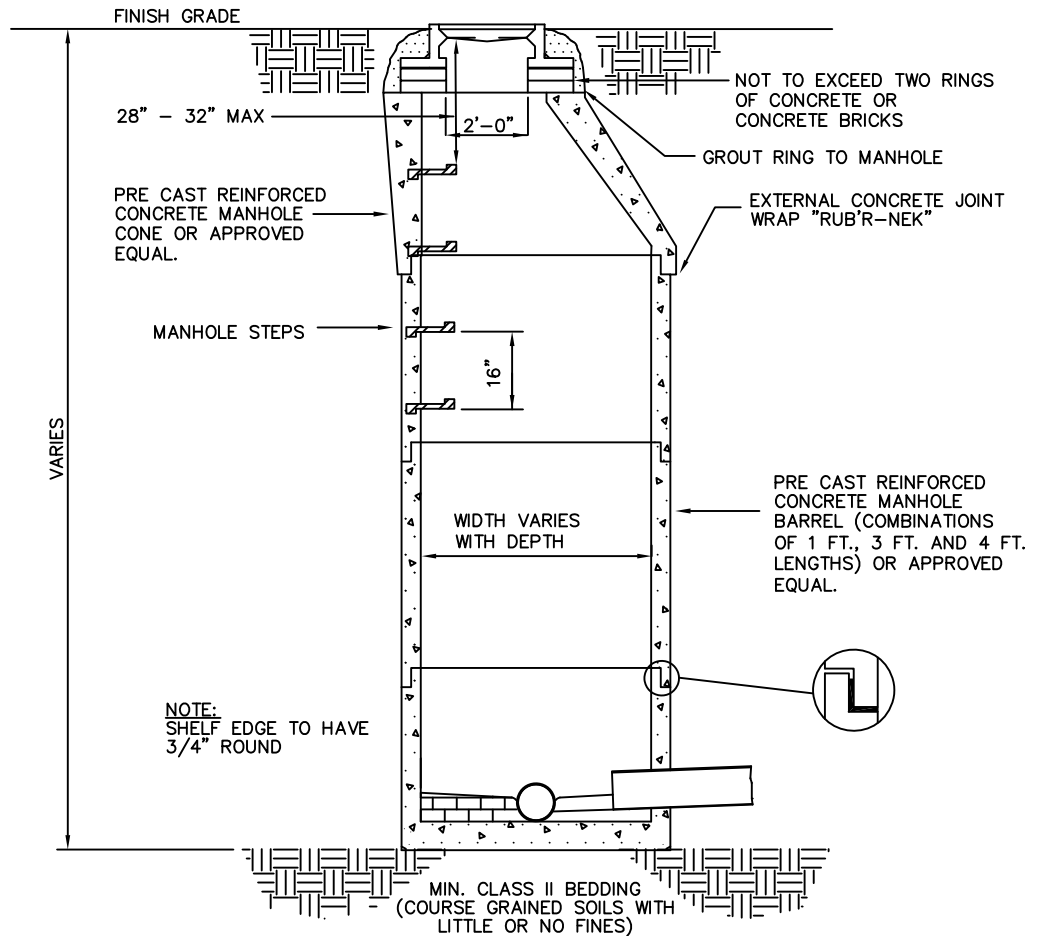 FINISH GRADE
NOT TO EXCEED TWO RINGS
OF CONCRETE OR
CONCRETE BRICKS
28" - 32" MAX
2'-0"
GROUT RING TO MANHOLE
PRE CAST REINFORCED
CONCRETE MANHOLE
CONE OR APPROVED
EQUAL.
EXTERNAL CONCRETE JOINT
WRAP "RUB'R-NEK"
MANHOLE STEPS
16"
VARIES
PRE CAST REINFORCED
CONCRETE MANHOLE
BARREL (COMBINATIONS
OF 1 FT., 3 FT. AND 4 FT.
LENGTHS) OR APPROVED
EQUAL.
WIDTH VARIES
WITH DEPTH
NOTE:
SHELF EDGE TO HAVE
3/4" ROUND
MIN. CLASS II BEDDING
(COURSE GRAINED SOILS WITH
LITTLE OR NO FINES)